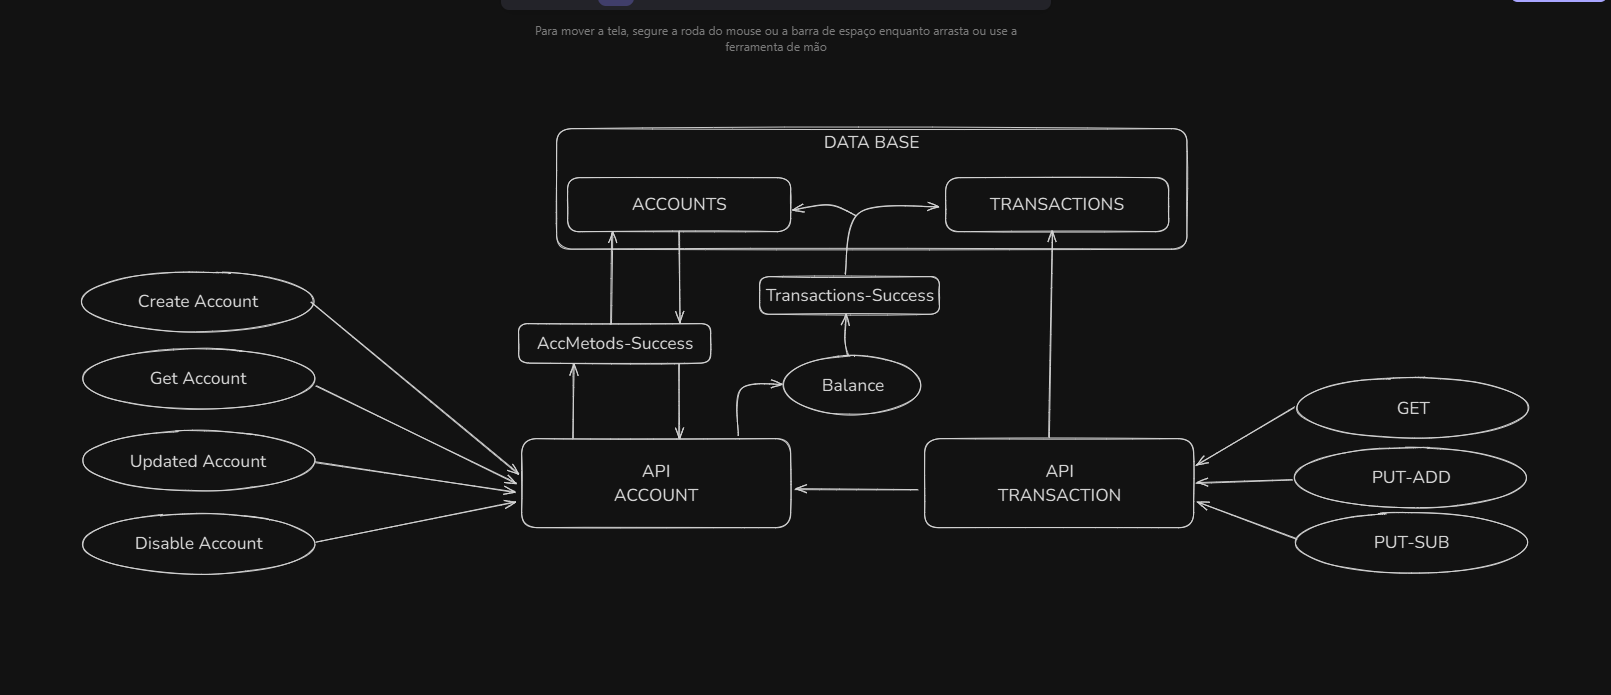 Para mover a tela, segure a roda do mouse ou a barra de espaço enquanto arrasta ou use a
ferramenta de mão
DATA BASE
ACCOUNTS
TRANSACTIONS
Create Account
Transactions-Success
AccMetods-Success
Get Account
Balance
GET
Updated Account
API
ACCOUNT
API
TRANSACTION
PUT-ADD
Disable Account
PUT-SUB